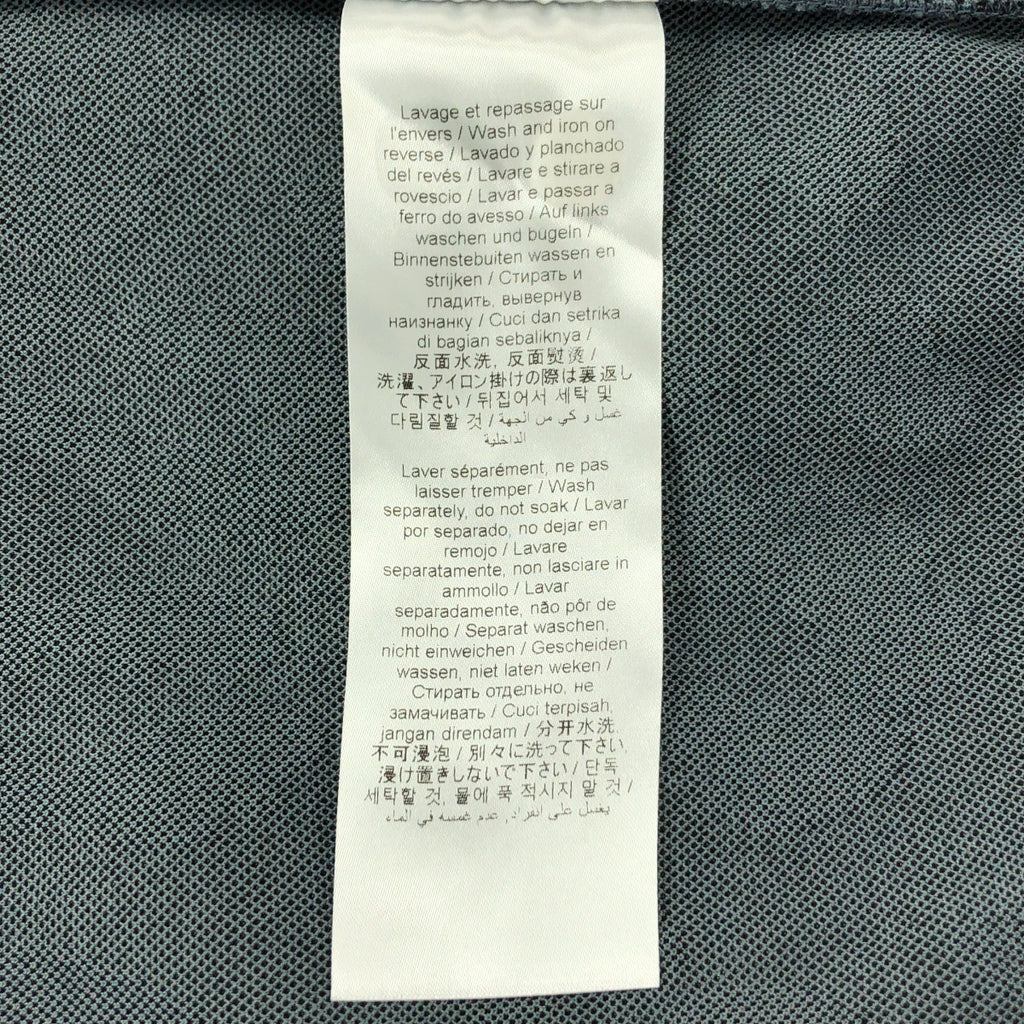 Lavage et repassage sur
l'envers / Wash and iron on
reverse / Lavado y planchado
del revés / Lavare e stirare a
rovescio / Lavar e passar a
ferro do avesso / Auf links
waschen und bugeln /
Binnenstebuiten wassen en
strijken / Стирать и
гладить, вывернув
наизнанку / Cuci dan setrika
di bagian sebaliknya /
反面水洗, 反面熨烫 /
洗濯、アイロン掛けの際は裏返し
て下さい / 뒤집어서 세탁 및
다림질할 것 / غسل و كي من الجهة
الداخلية
Laver séparément, ne pas
laisser tremper / Wash
separately, do not soak / Lavar
por separado, no dejar en
remojo / Lavare
separatamente, non lasciare in
ammollo / Lavar
separadamente, não pôr de
molho / Separat waschen,
nicht einweichen / Gescheiden
wassen, niet laten weken /
Стирать отдельно, не
замачивать / Cuci terpisah,
jangan direndam / 分开水洗,
不可浸泡 / 別々に洗って下さい,
浸け置きしないで下さい / 단독
세탁할 것, 물에 푹 적시지 말 것 /
يغسل على انفراد, عدم غمسه في الماء